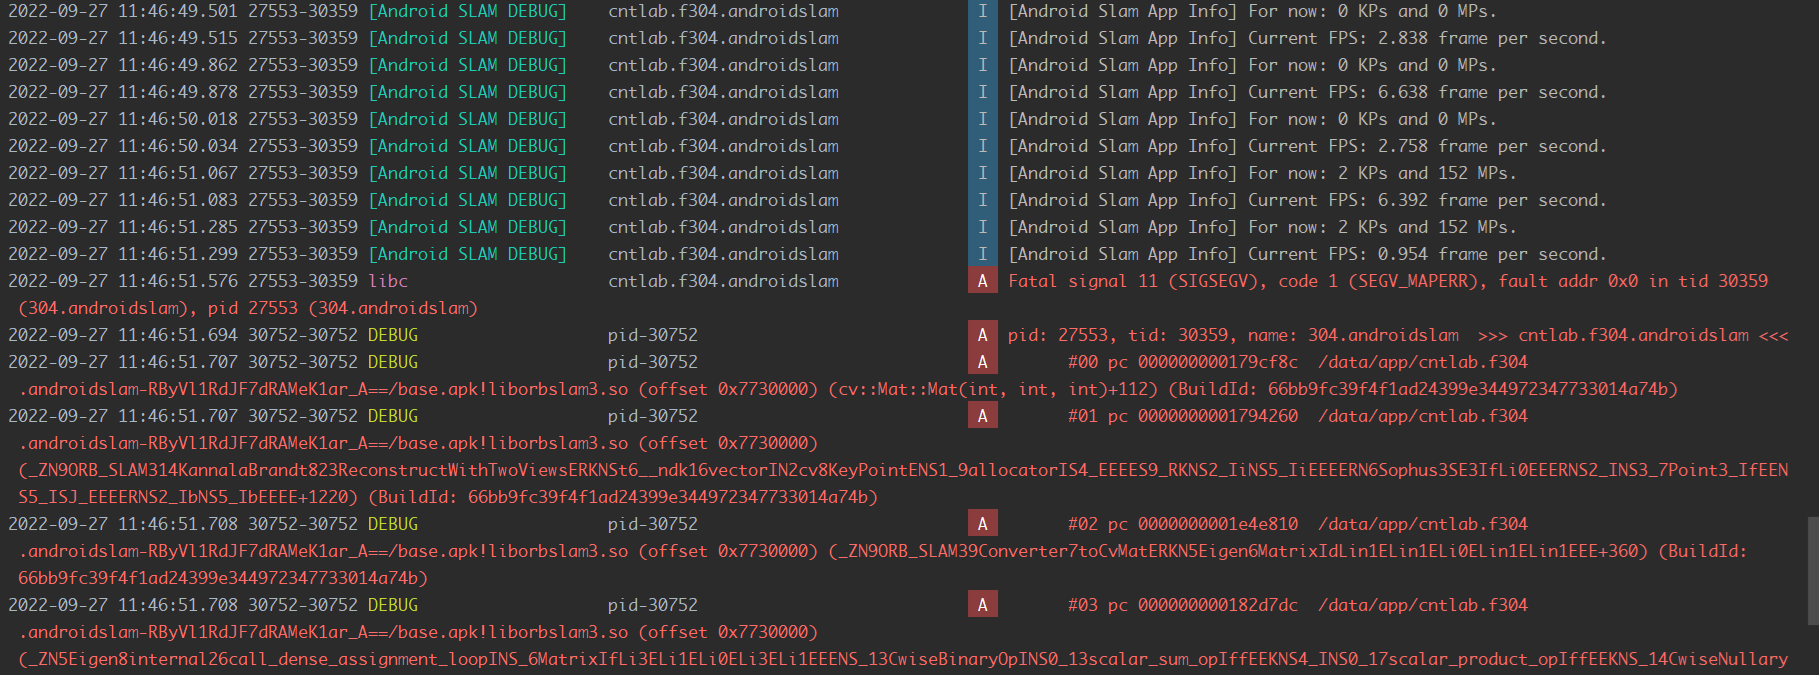 2022-09-27 11:46:49.501 27553-30359 [Android SLAM DEBUG] cntlab.f304.androidslam I [Android Slam App Info] For now: 0 KPs and 0 MPs.
2022-09-27 11:46:49.515 27553-30359 [Android SLAM DEBUG] cntlab.f304.androidslam I [Android Slam App Info] Current FPS: 2.838 frame per second.
2022-09-27 11:46:49.862 27553-30359 [Android SLAM DEBUG] cntlab.f304.androidslam I [Android Slam App Info] For now: 0 KPs and 0 MPs.
2022-09-27 11:46:49.878 27553-30359 [Android SLAM DEBUG] cntlab.f304.androidslam I [Android Slam App Info] Current FPS: 6.638 frame per second.
2022-09-27 11:46:50.018 27553-30359 [Android SLAM DEBUG] cntlab.f304.androidslam I [Android Slam App Info] For now: 0 KPs and 0 MPs.
2022-09-27 11:46:50.034 27553-30359 [Android SLAM DEBUG] cntlab.f304.androidslam I [Android Slam App Info] Current FPS: 2.758 frame per second.
2022-09-27 11:46:51.067 27553-30359 [Android SLAM DEBUG] cntlab.f304.androidslam I [Android Slam App Info] For now: 2 KPs and 152 MPs.
2022-09-27 11:46:51.083 27553-30359 [Android SLAM DEBUG] cntlab.f304.androidslam I [Android Slam App Info] Current FPS: 6.392 frame per second.
2022-09-27 11:46:51.285 27553-30359 [Android SLAM DEBUG] cntlab.f304.androidslam I [Android Slam App Info] For now: 2 KPs and 152 MPs.
2022-09-27 11:46:51.299 27553-30359 [Android SLAM DEBUG] cntlab.f304.androidslam I [Android Slam App Info] Current FPS: 0.954 frame per second.
2022-09-27 11:46:51.576 27553-30359 libc cntlab.f304.androidslam A Fatal signal 11 (SIGSEGV), code 1 (SEGV_MAPERR), fault addr 0x0 in tid 30359
(304.androidslam), pid 27553 (304.androidslam)
2022-09-27 11:46:51.694 30752-30752 DEBUG pid-30752 A pid: 27553, tid: 30359, name: 304.androidslam >>> cntlab.f304.androidslam <<<
2022-09-27 11:46:51.707 30752-30752 DEBUG pid-30752 A #00 pc 000000000179cf8c /data/app/cntlab.f304
.androidslam-RByVl1RdJF7dRAMeK1ar_A==/base.apk!liborbslam3.so (offset 0x7730000) (cv::Mat::Mat(int, int, int)+112) (BuildId: 66bb9fc39f4f1ad24399e344972347733014a74b)
2022-09-27 11:46:51.707 30752-30752 DEBUG pid-30752 A #01 pc 0000000001794260 /data/app/cntlab.f304
.androidslam-RByVl1RdJF7dRAMeK1ar_A==/base.apk!liborbslam3.so (offset 0x7730000)
(_ZN9ORB_SLAM314KannalaBrandt823ReconstructWithTwoViewsERKNSt6__ndk16vectorIN2cv8KeyPointENS1_9allocatorIS4_EEEES9_RKNS2_IiNS5_IiEEEERN6Sophus3SE3IfLi0EEERNS2_INS3_7Point3_IfEEN
S5_ISJ_EEEERNS2_IbNS5_IbEEEE+1220) (BuildId: 66bb9fc39f4f1ad24399e344972347733014a74b)
2022-09-27 11:46:51.708 30752-30752 DEBUG pid-30752 A #02 pc 0000000001e4e810 /data/app/cntlab.f304
.androidslam-RByVl1RdJF7dRAMeK1ar_A==/base.apk!liborbslam3.so (offset 0x7730000) (_ZN9ORB_SLAM39Converter7toCvMatERKN5Eigen6MatrixIdLin1ELin1ELi0ELin1ELin1EEE+360) (BuildId:
66bb9fc39f4f1ad24399e344972347733014a74b)
2022-09-27 11:46:51.708 30752-30752 DEBUG pid-30752 A #03 pc 000000000182d7dc /data/app/cntlab.f304
.androidslam-RByVl1RdJF7dRAMeK1ar_A==/base.apk!liborbslam3.so (offset 0x7730000)
(_ZN5Eigen8internal26call_dense_assignment_loopINS_6MatrixIfLi3ELi1ELi0ELi3ELi1EEENS_13CwiseBinaryOpINS0_13scalar_sum_opIffEEKNS4_INS0_17scalar_product_opIffEEKNS_14CwiseNullary